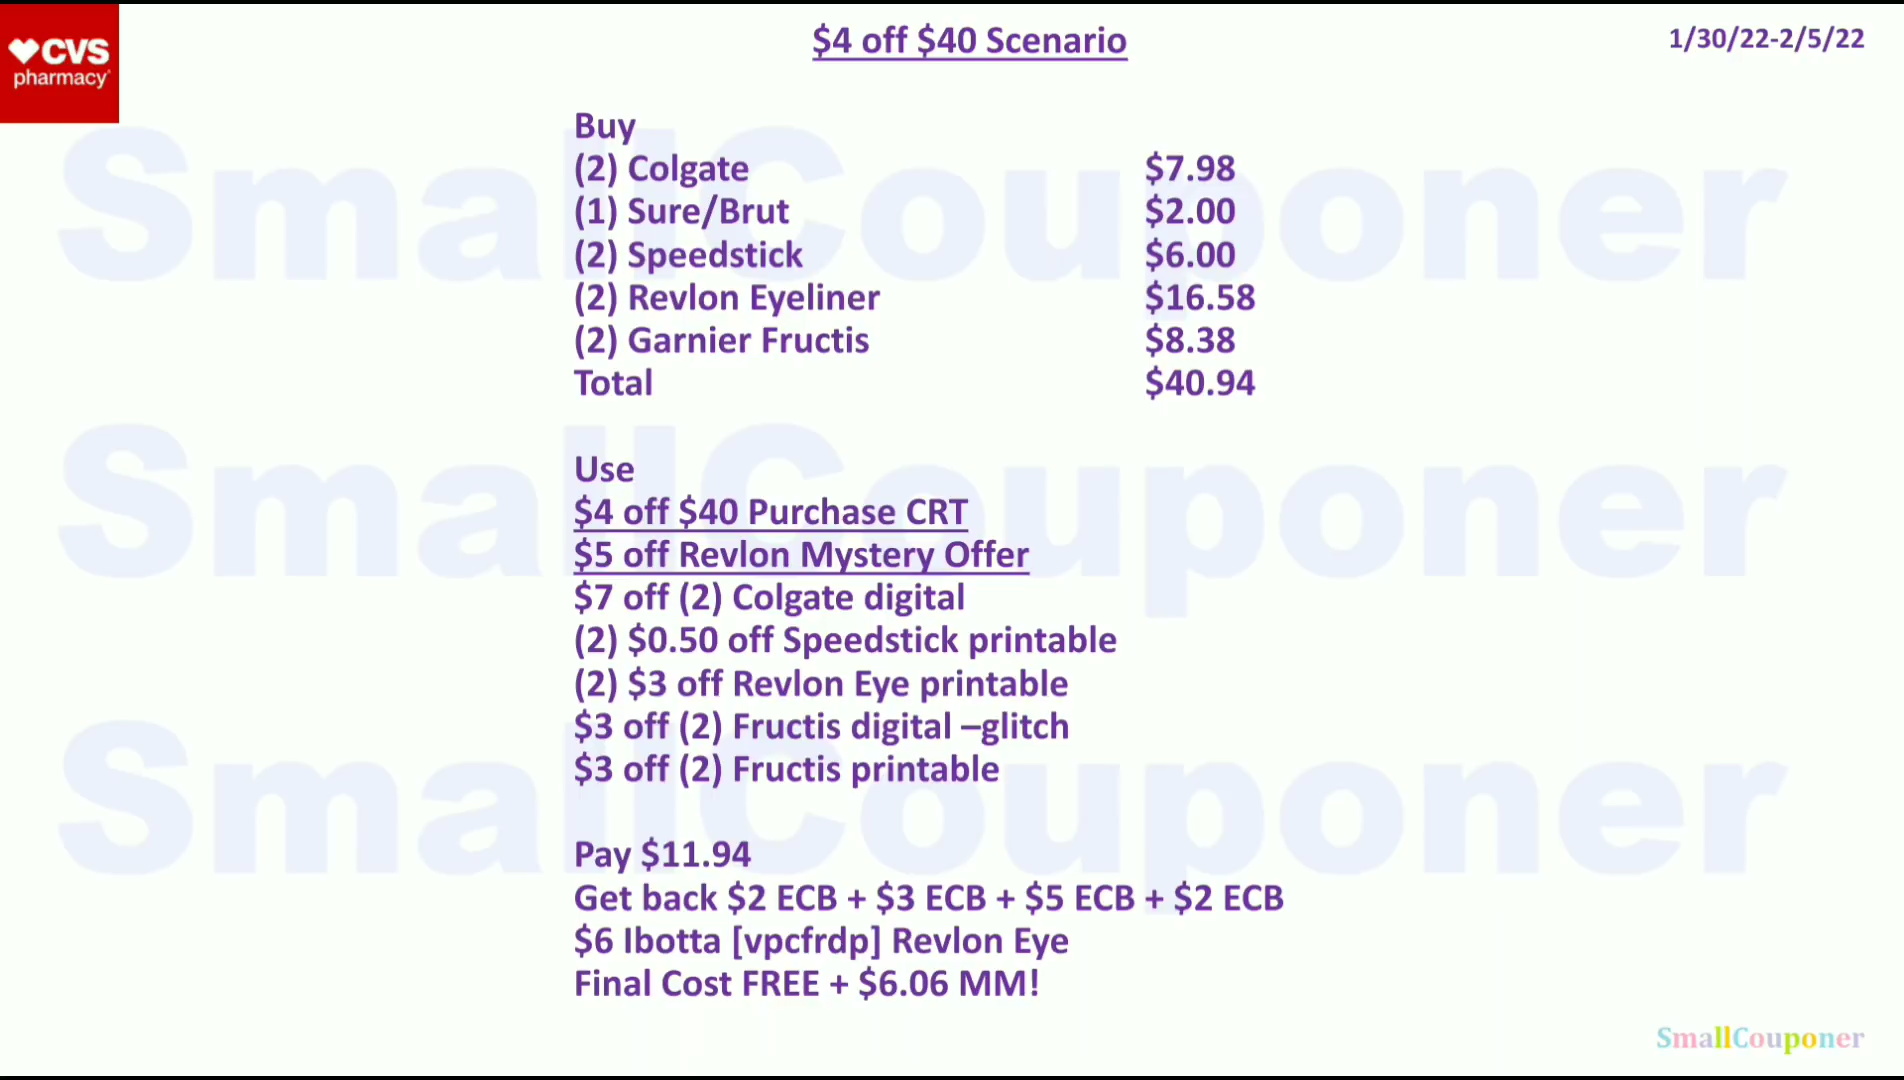 CVS
pharmacy
$4 off $40 Scenario
1/30/22-2/5/22
Buy
(2) Colgate $7.98
(1) Sure/Brut $2.00
(2) Speedstick $6.00
(2) Revlon Eyeliner $16.58
(2) Garnier Fructis $8.38
Total $40.94
Use
$4 off $40 Purchase CRT
$5 off Revlon Mystery Offer
$7 off (2) Colgate digital
(2) $0.50 off Speedstick printable
(2) $3 off Revlon Eye printable
$3 off (2) Fructis digital –glitch
$3 off (2) Fructis printable
Pay $11.94
Get back $2 ECB + $3 ECB + $5 ECB + $2 ECB
$6 Ibotta [vpcfrdp] Revlon Eye
Final Cost FREE + $6.06 MM!
SmallCouponer
SmallCouponer
SmallCouponer
SmallCouponer